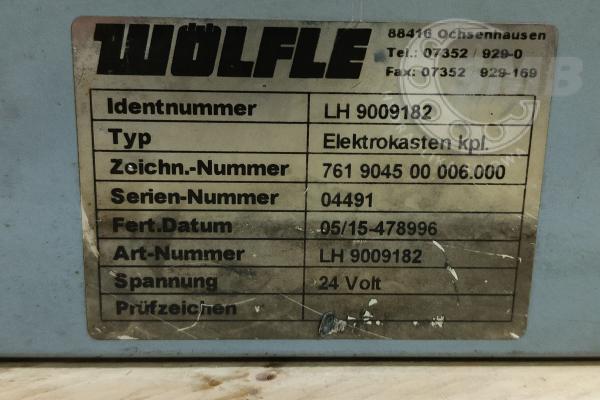 WÖLFLE
88416 Ochsenhausen
Tel.: 07352 / 929-0
Fax: 07352 929-169
Identnummer LH 9009182
Typ Elektrokasten kpl.
Zeichn.-Nummer 761 9045 00 006.000
Serien-Nummer 04491
Fert.Datum 05/15-478996
Art-Nummer LH 9009182
Spannung 24 Volt
Prüfzeichen